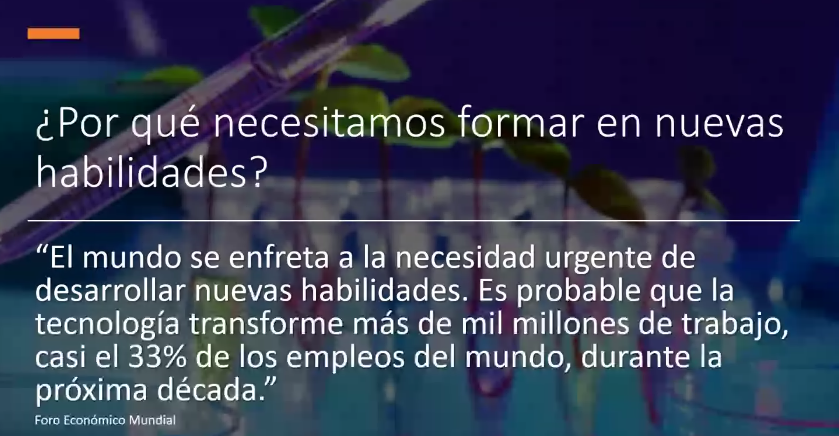 ¿Por qué necesitamos formar en nuevas
habilidades?
“El mundo se enfreta a la necesidad urgente de
desarrollar nuevas habilidades. Es probable que la
tecnología transforme más de mil millones de trabajo,
casi el 33% de los empleos del mundo, durante la
próxima década.”
Foro Económico Mundial